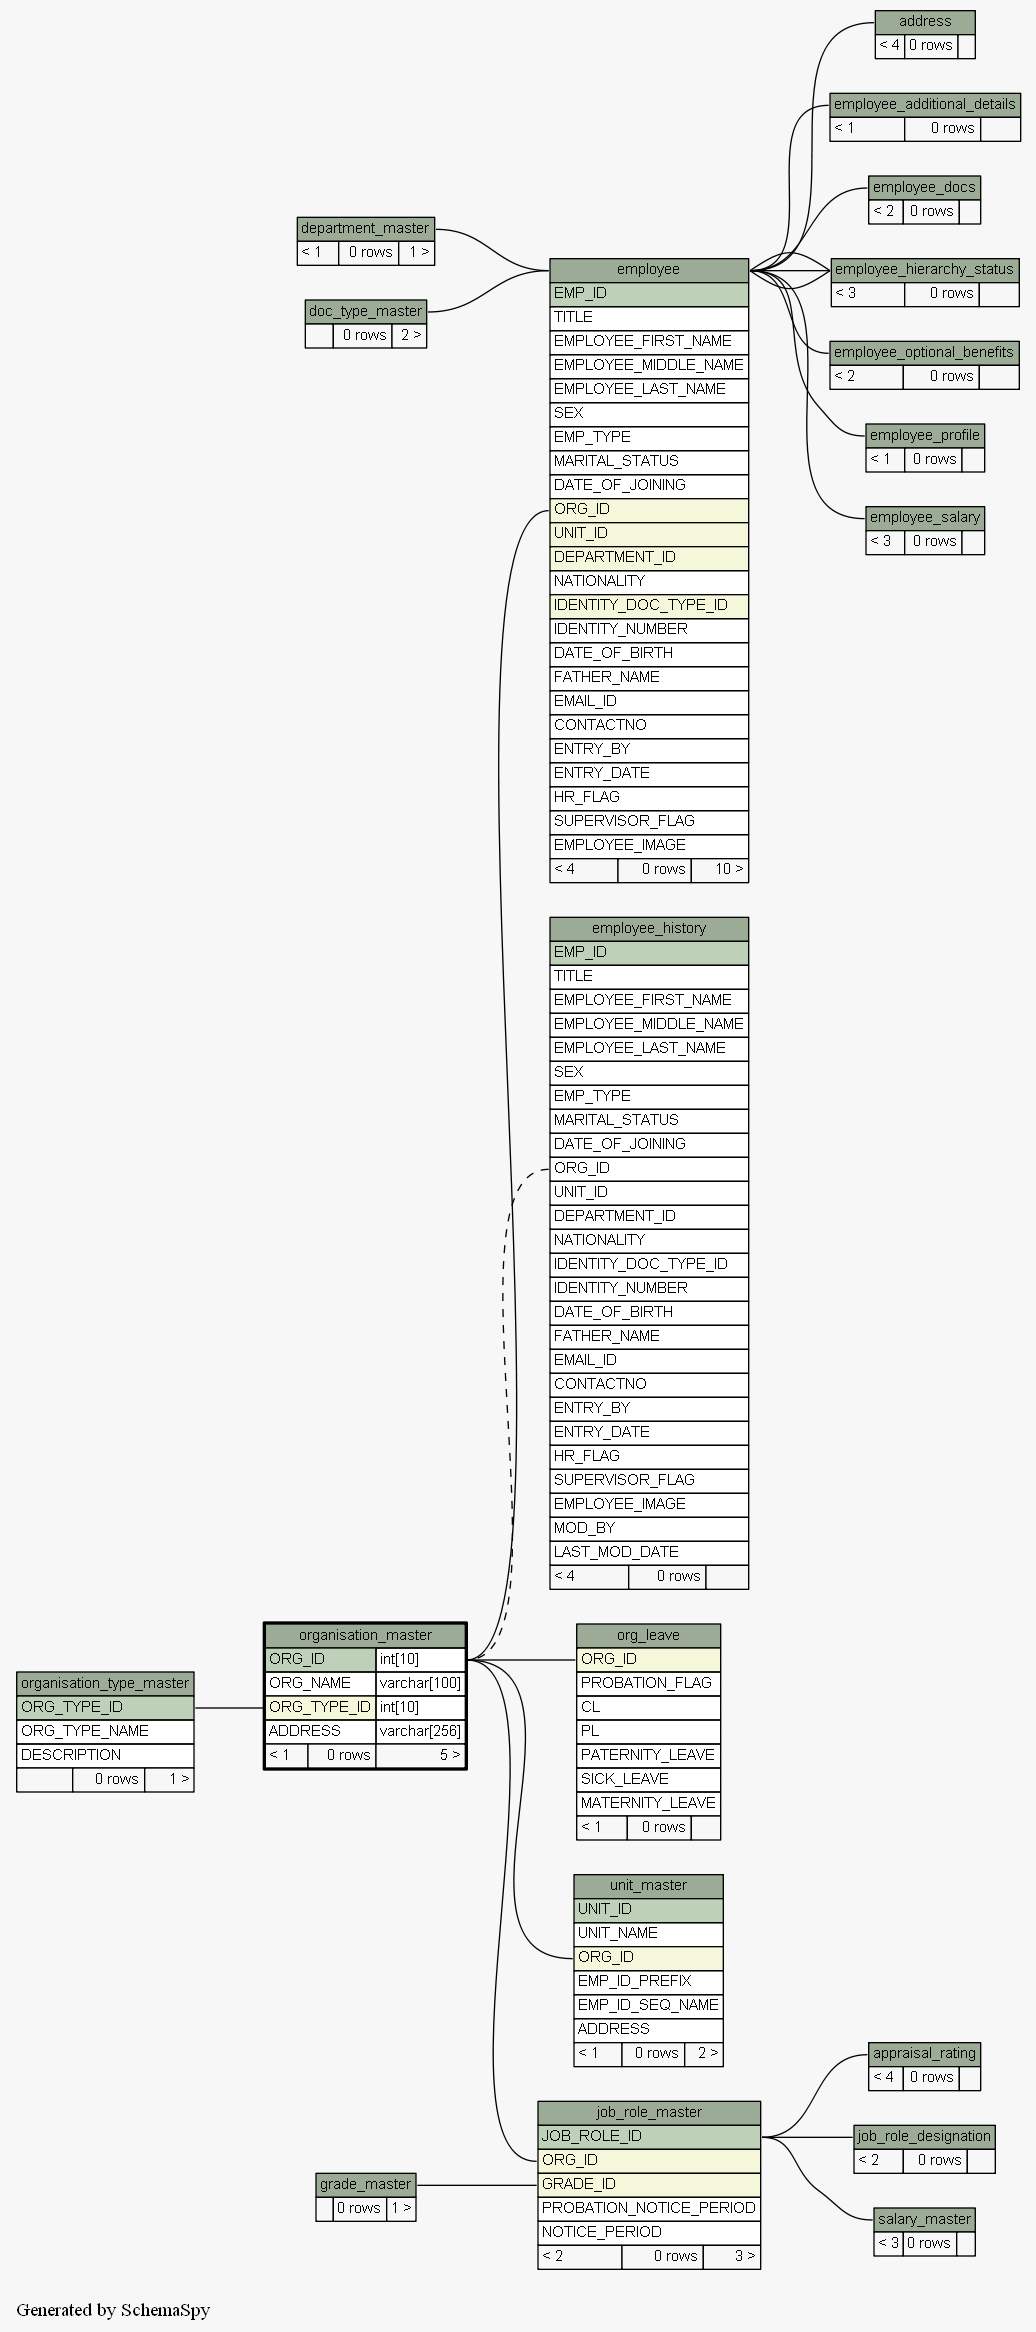 address
< 4 0 rows
employee_additional_details
< 1 0 rows
employee_docs
< 2 0 rows
department_master
< 1 0 rows 1 >
employee_hierarchy_status
< 3 0 rows
doc_type_master
0 rows 2 >
employee_optional_benefits
< 2 0 rows
employee_profile
< 1 0 rows
employee_salary
< 3 0 rows
employee
EMP_ID
TITLE
EMPLOYEE_FIRST_NAME
EMPLOYEE_MIDDLE_NAME
EMPLOYEE_LAST_NAME
SEX
EMP_TYPE
MARITAL_STATUS
DATE_OF_JOINING
ORG_ID
UNIT_ID
DEPARTMENT_ID
NATIONALITY
IDENTITY_DOC_TYPE_ID
IDENTITY_NUMBER
DATE_OF_BIRTH
FATHER_NAME
EMAIL_ID
CONTACTNO
ENTRY_BY
ENTRY_DATE
HR_FLAG
SUPERVISOR_FLAG
EMPLOYEE_IMAGE
< 4 0 rows 10 >
employee_history
EMP_ID
TITLE
EMPLOYEE_FIRST_NAME
EMPLOYEE_MIDDLE_NAME
EMPLOYEE_LAST_NAME
SEX
EMP_TYPE
MARITAL_STATUS
DATE_OF_JOINING
ORG_ID
UNIT_ID
DEPARTMENT_ID
NATIONALITY
IDENTITY_DOC_TYPE_ID
IDENTITY_NUMBER
DATE_OF_BIRTH
FATHER_NAME
EMAIL_ID
CONTACTNO
ENTRY_BY
ENTRY_DATE
HR_FLAG
SUPERVISOR_FLAG
EMPLOYEE_IMAGE
MOD_BY
LAST_MOD_DATE
< 4 0 rows
organisation_type_master
ORG_TYPE_ID
ORG_TYPE_NAME
DESCRIPTION
0 rows 1 >
organisation_master
ORG_ID int[10]
ORG_NAME varchar[100]
ORG_TYPE_ID int[10]
ADDRESS varchar[256]
< 1 0 rows 5 >
org_leave
ORG_ID
PROBATION_FLAG
CL
PL
PATERNITY_LEAVE
SICK_LEAVE
MATERNITY_LEAVE
< 1 0 rows
unit_master
UNIT_ID
UNIT_NAME
ORG_ID
EMP_ID_PREFIX
EMP_ID_SEQ_NAME
ADDRESS
< 1 0 rows 2 >
job_role_master
JOB_ROLE_ID
ORG_ID
GRADE_ID
PROBATION_NOTICE_PERIOD
NOTICE_PERIOD
< 2 0 rows 3 >
grade_master
0 rows 1 >
appraisal_rating
< 4 0 rows
job_role_designation
< 2 0 rows
salary_master
< 3 0 rows
Generated by SchemaSpy